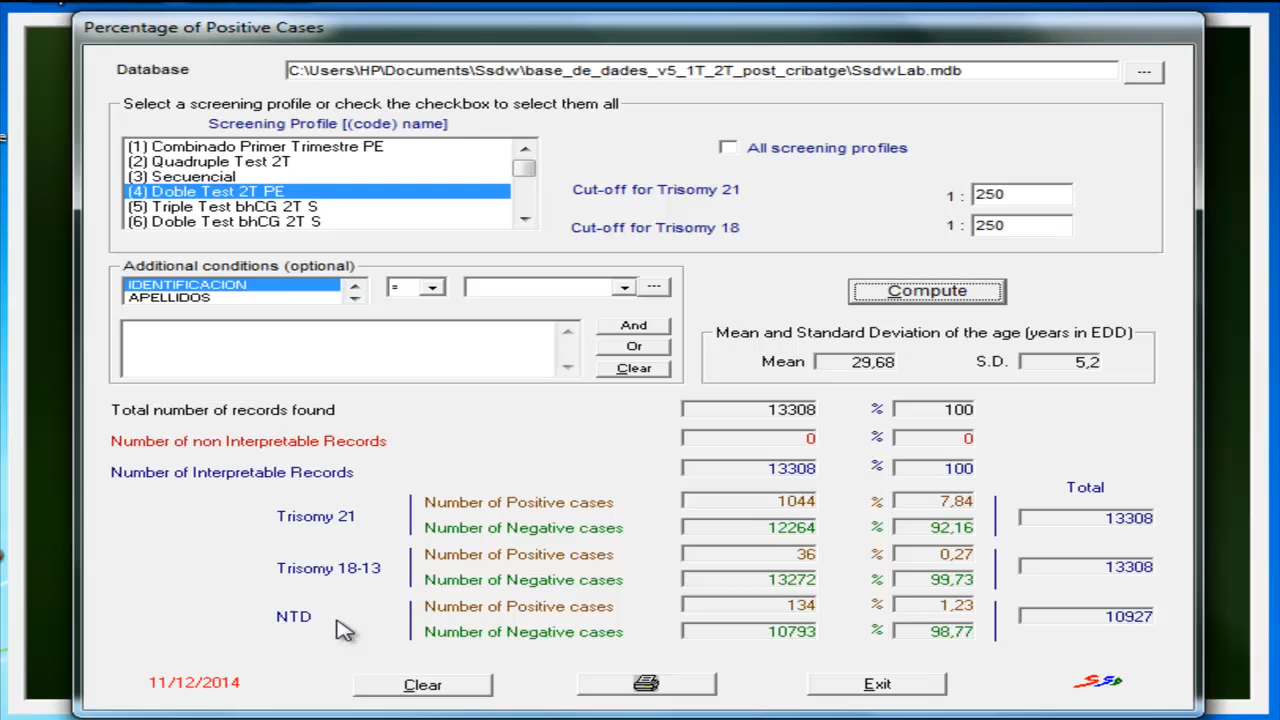 Percentage of Positive Cases
Database C:\Users\HP\Documents\Ssdw\base_de_dades_v5_1T_2T_post_cribatge\SsdwLab.mdb ...
Select a screening profile or check the checkbox to select them all
Screening Profile [(code) name]
(1) Combinado Primer Trimestre PE
(2) Quadruple Test 2T
(3) Secuencial
(4) Doble Test 2T PE
(5) Triple Test bhCG 2T S
(6) Doble Test bhCG 2T S
All screening profiles
Cut-off for Trisomy 21 1 : 250
Cut-off for Trisomy 18 1 : 250
Additional conditions (optional)
IDENTIFICACION
APELLIDOS
= ...
And
Or
Clear
Compute
Mean and Standard Deviation of the age (years in EDD)
Mean 29,68 S.D. 5,2
Total number of records found 13308 % 100
Number of non Interpretable Records 0 % 0
Number of Interpretable Records 13308 % 100
Total
Trisomy 21
Number of Positive cases 1044 % 7,84
Number of Negative cases 12264 % 92,16
13308
Trisomy 18-13
Number of Positive cases 36 % 0,27
Number of Negative cases 13272 % 99,73
13308
NTD
Number of Positive cases 134 % 1,23
Number of Negative cases 10793 % 98,77
10927
11/12/2014 Clear Exit SSD